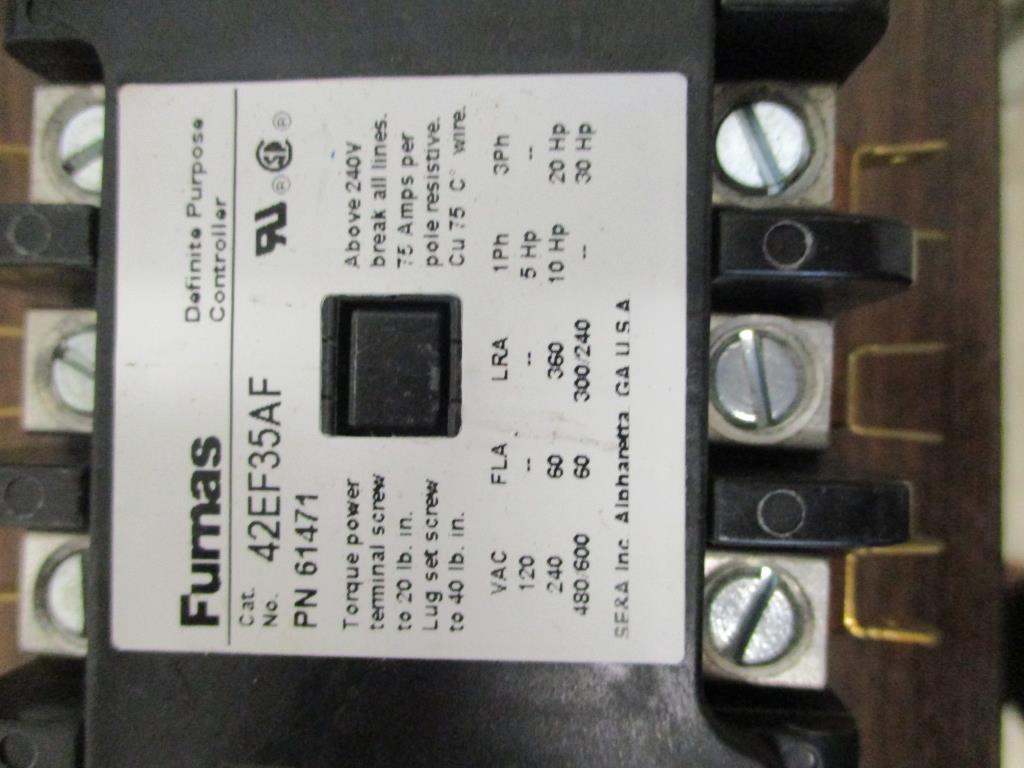 Fumas
Definite Purpose
Controller
Cat.
No. 42EF35AF
PN 61471
Torque power
terminal screw
to 20 lb. in.
Lug set screw
to 40 lb. in.
Above 240V
break all lines.
75 Amps per
pole resistive.
Cu 75 C° wire.
VAC FLA LRA 1Ph 3Ph
120 -- -- 5 Hp --
240 60 360 10 Hp 20 Hp
480/600 60 300/240 -- 30 Hp
SE&A Inc. Alpharetta GA U.S.A